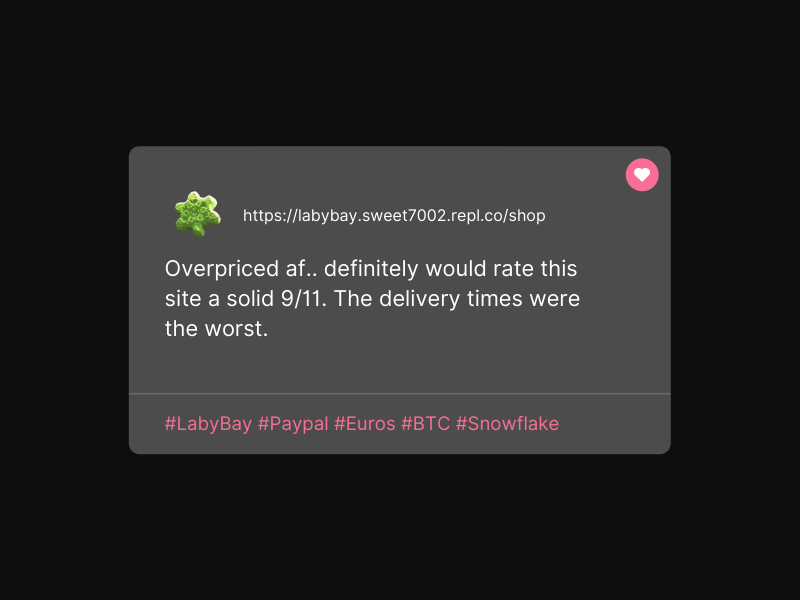 https://labybay.sweet7002.repl.co/shop
Overpriced af.. definitely would rate this
site a solid 9/11. The delivery times were
the worst.
#LabyBay #Paypal #Euros #BTC #Snowflake